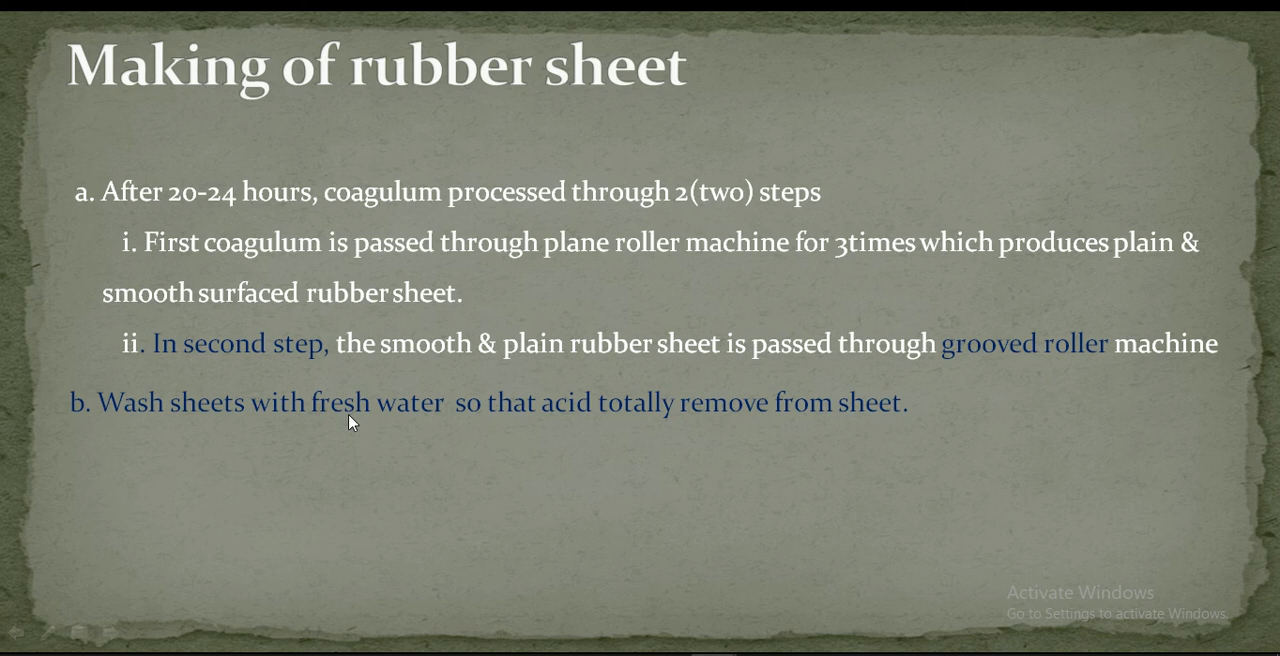 Making of rubber sheet
a. After 20-24 hours, coagulum processed through 2(two) steps
i. First coagulum is passed through plane roller machine for 3times which produces plain &
smooth surfaced rubber sheet.
ii. In second step, the smooth & plain rubber sheet is passed through grooved roller machine
b. Wash sheets with fresh water so that acid totally remove from sheet.
Activate Windows
Go to Settings to activate Windows.